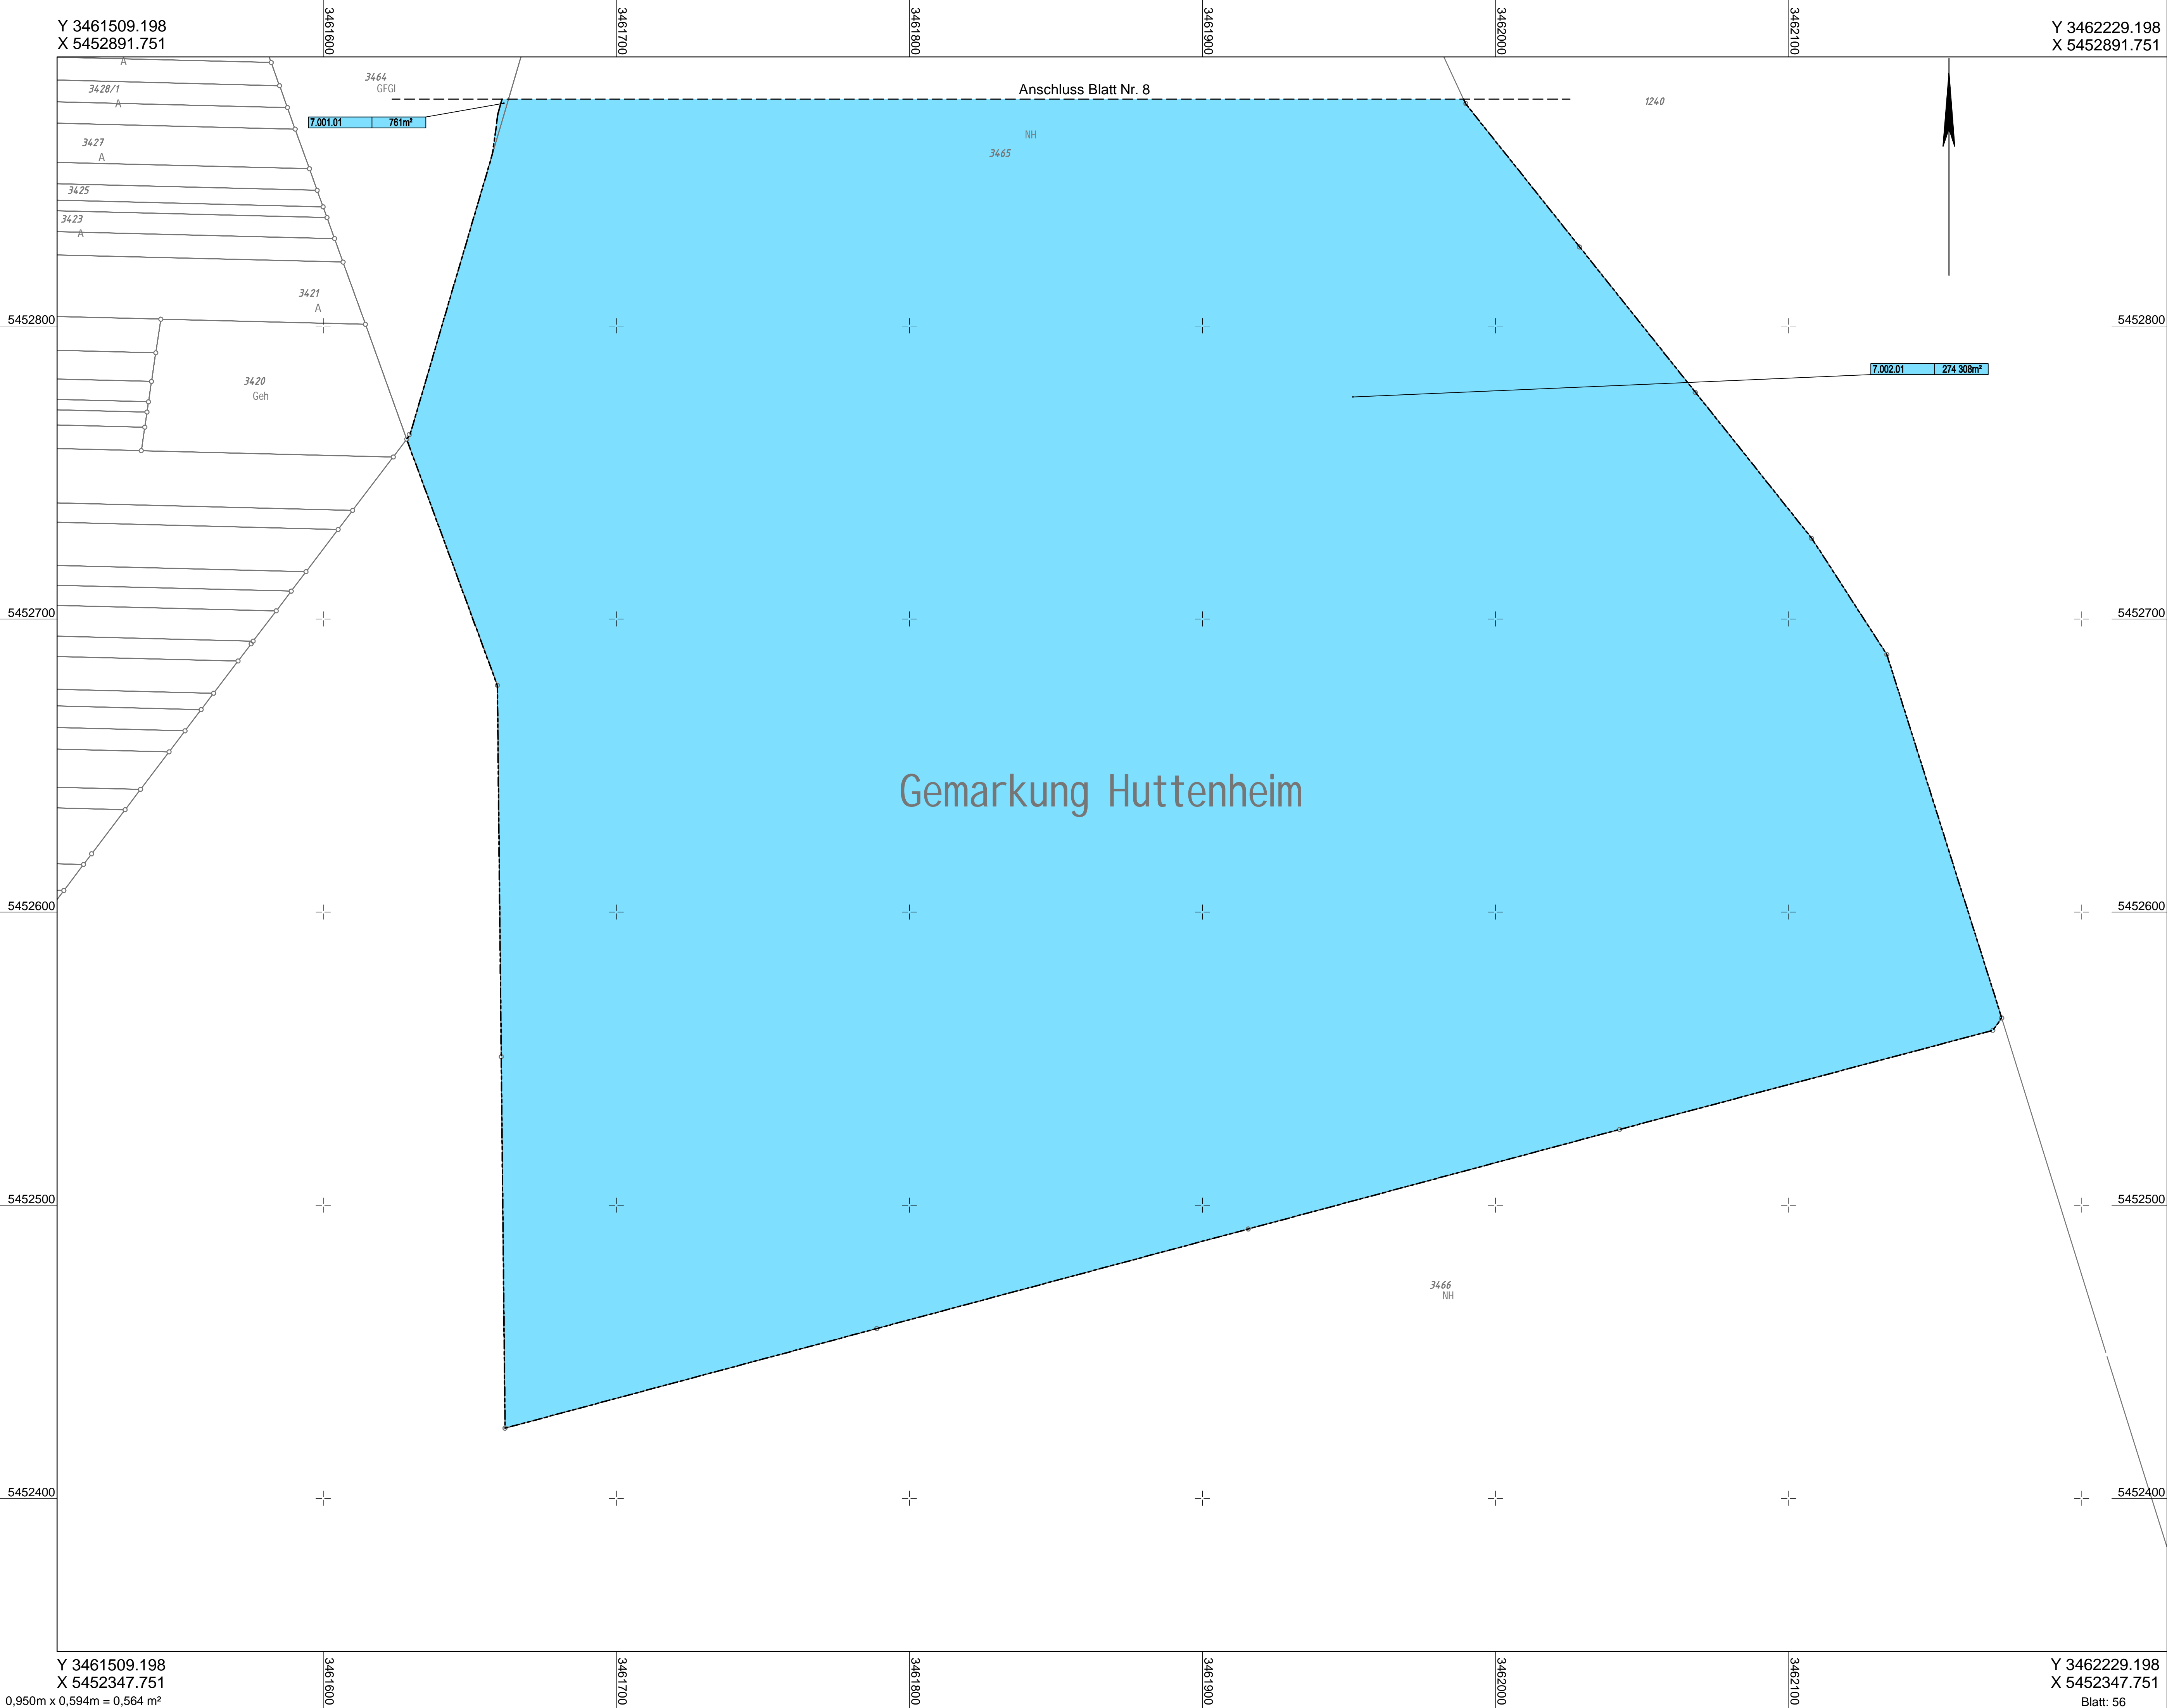 Y 3461509.198
X 5452891.751
3461600
3461700
3461800
3461900
3462000
3462100
Y 3462229.198
X 5452891.751
A
3428/1
A
3464
GFGl
Anschluss Blatt Nr. 8
1240
7.001.01 761m²
NH
3465
3427
A
3425
3423
A
3421
A
5452800
5452800
7.002.01 274 308m²
3420
Geh
5452700
5452700
Gemarkung Huttenheim
5452600
5452600
5452500
5452500
3466
NH
5452400
5452400
Y 3461509.198
X 5452347.751
0,950m x 0,594m = 0,564 m²
3461600
3461700
3461800
3461900
3462000
3462100
Y 3462229.198
X 5452347.751
Blatt: 56